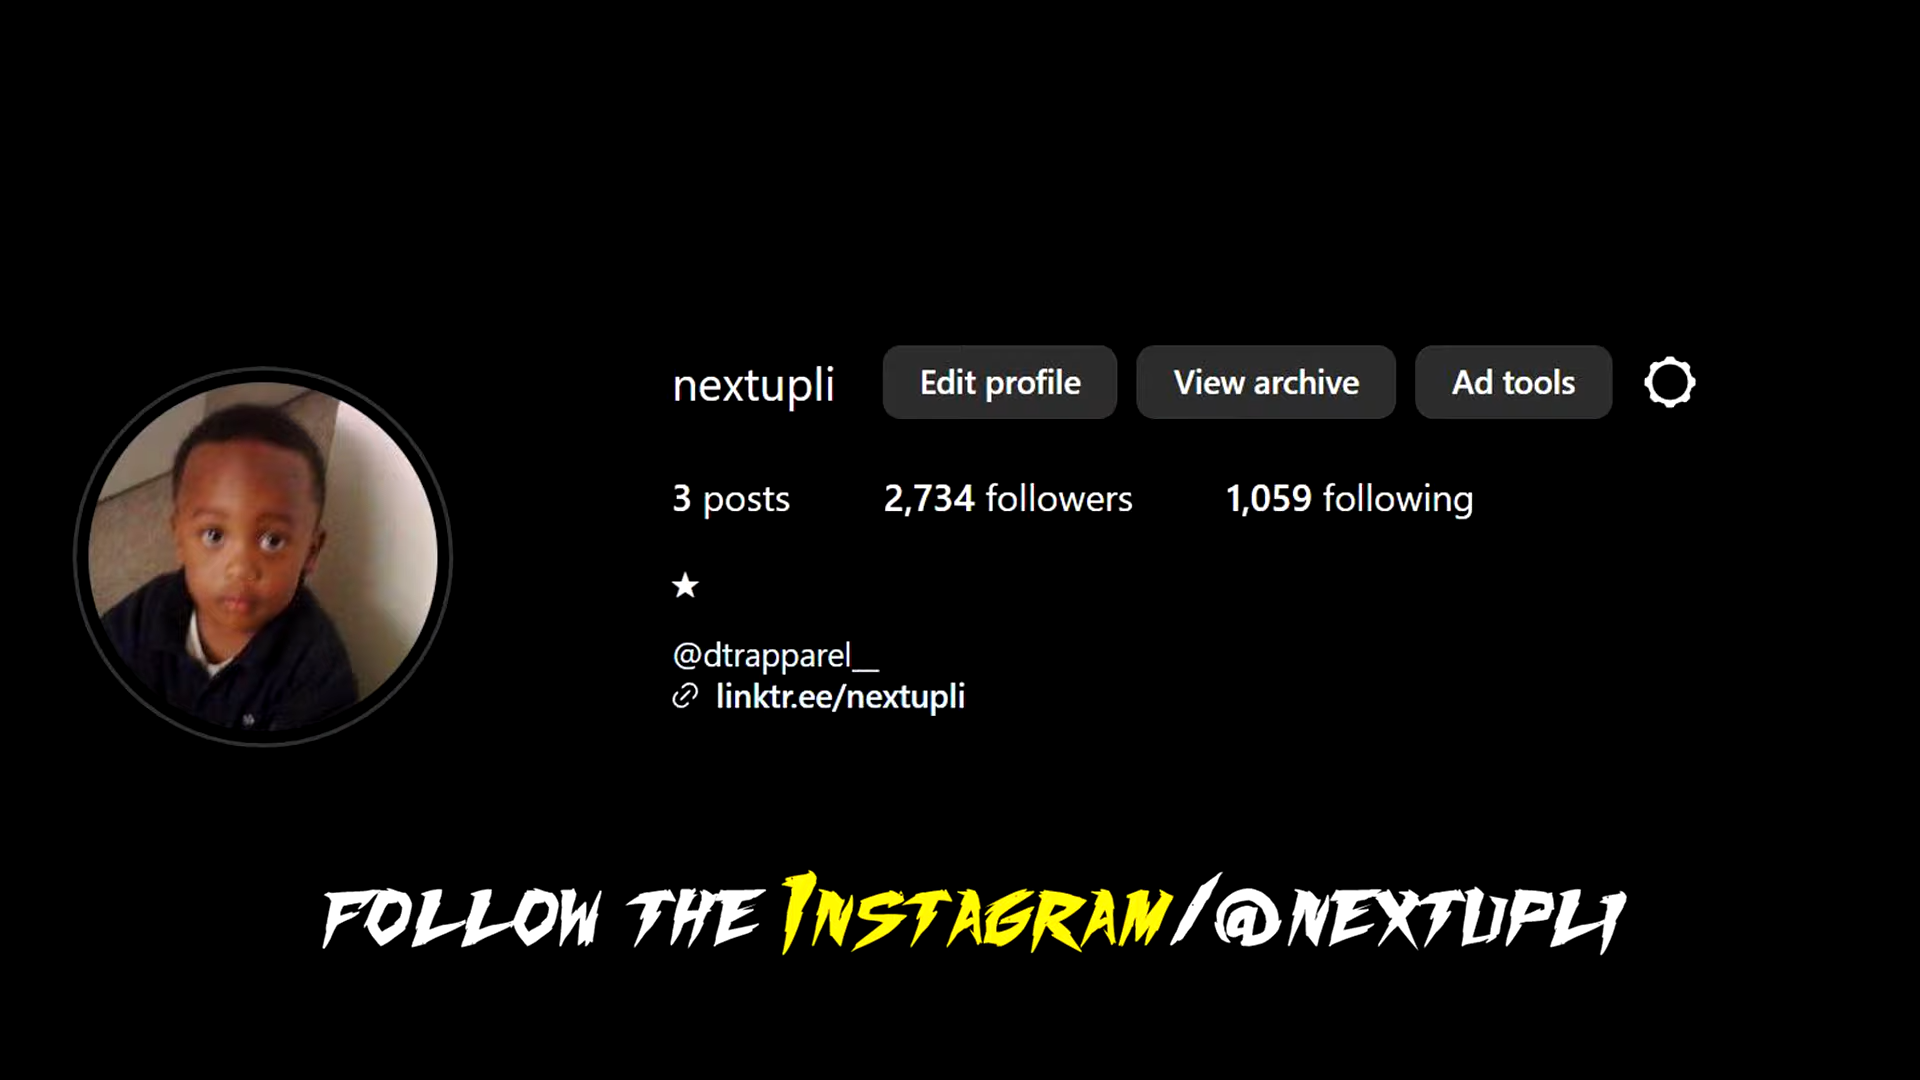 nextupli Edit profile View archive Ad tools
3 posts 2,734 followers 1,059 following
★
@dtrapparel__
linktr.ee/nextupli
FOLLOW THE INSTAGRAM/@NEXTUPLI